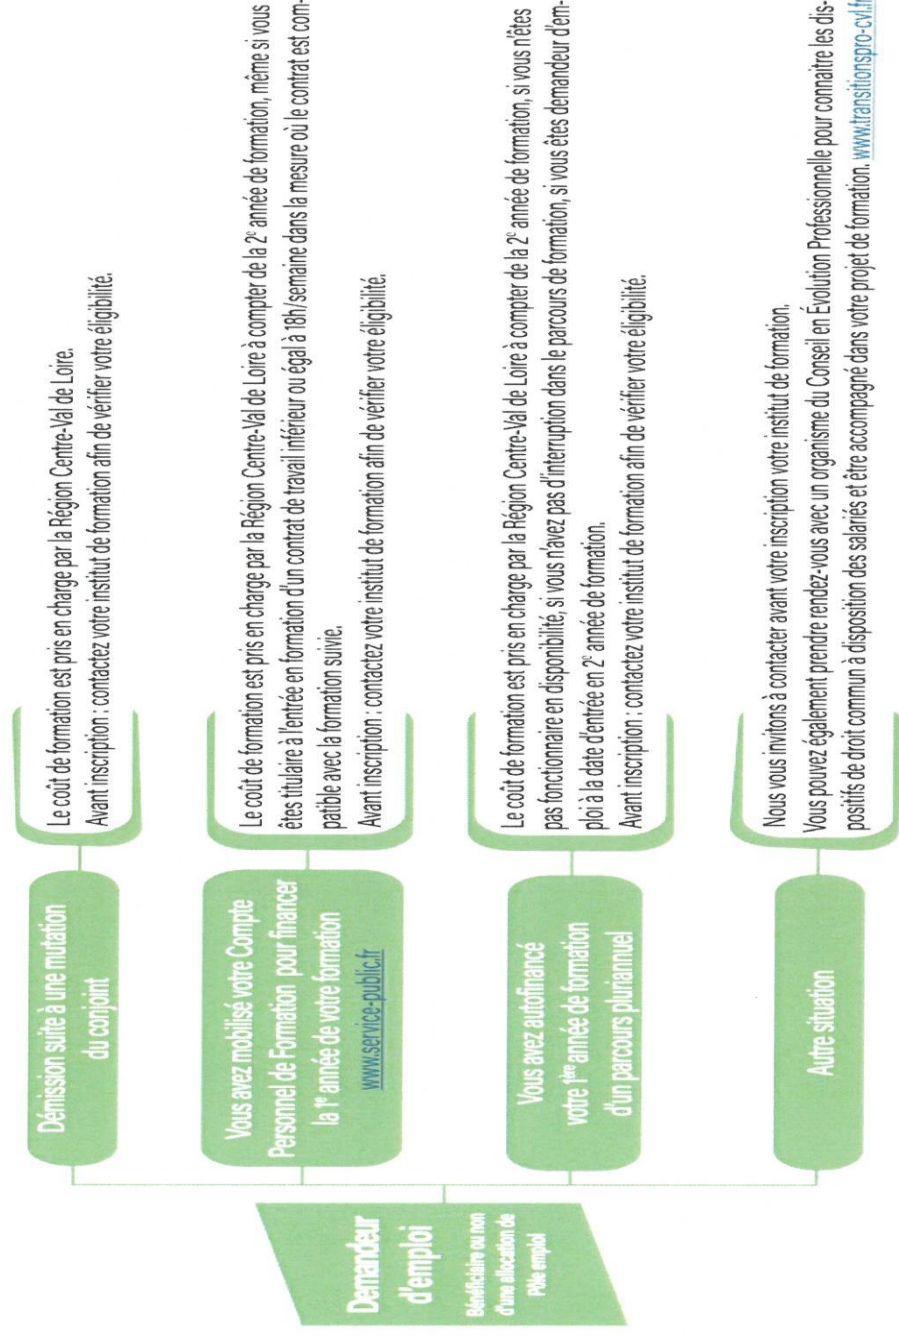 Demandeur
d'emploi
Bénéficiaire ou non
d'une allocation de
Pôle emploi
Démission suite à une mutation
du conjoint
Le coût de formation est pris en charge par la Région Centre-Val de Loire.
Avant inscription : contactez votre institut de formation afin de vérifier votre éligibilité.
Vous avez mobilisé votre Compte
Personnel de Formation pour financer
la 1e année de votre formation
www.service-public.fr
Le coût de formation est pris en charge par la Région Centre-Val de Loire à compter de la 2e année de formation, même si vous
êtes titulaire à l'entrée en formation d'un contrat de travail inférieur ou égal à 18h/semaine dans la mesure où le contrat est com-
patible avec la formation suivie.
Avant inscription : contactez votre institut de formation afin de vérifier votre éligibilité.
Vous avez autofinancé
votre 1ère année de formation
d'un parcours pluriannuel
Le coût de formation est pris en charge par la Région Centre-Val de Loire à compter de la 2e année de formation, si vous n'êtes
pas fonctionnaire en disponibilité, si vous n'avez pas d'interruption dans le parcours de formation, si vous êtes demandeur d'em-
ploi à la date d'entrée en 2e année de formation.
Avant inscription : contactez votre institut de formation afin de vérifier votre éligibilité.
Autre situation
Nous vous invitons à contacter avant votre inscription votre institut de formation.
Vous pouvez également prendre rendez-vous avec un organisme du Conseil en Évolution Professionnelle pour connaitre les dis-
positifs de droit commun à disposition des salariés et être accompagné dans votre projet de formation. www.transitionspro-cvl.fr